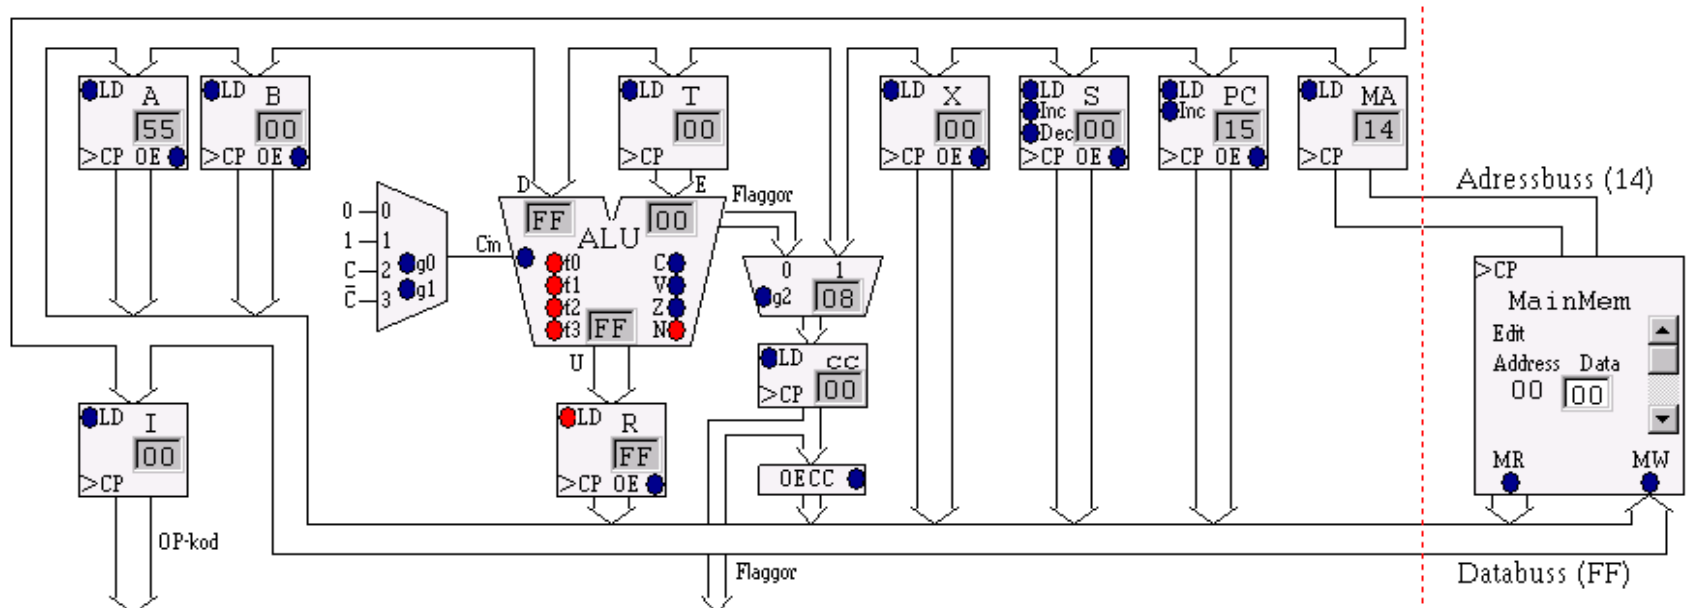 LD A
55
>CP OE
LD B
00
>CP OE
LD T
00
>CP
LD X
00
>CP OE
LD S
Inc
Dec 00
>CP OE
LD PC
Inc 15
>CP OE
LD MA
14
>CP
Adressbuss (14)
0 0
1 1
C 2 g0
C̅ 3 g1
Cin
D E
FF 00
ALU
f0 C
f1 V
f2 Z
f3 FF N
U
Flaggor
0 1
g2 08
LD CC
>CP 00
OECC
>CP
MainMem
Edit
Address Data
00 00
MR MW
LD I
00
>CP
OP-kod
LD R
FF
>CP OE
Flaggor
Databuss (FF)